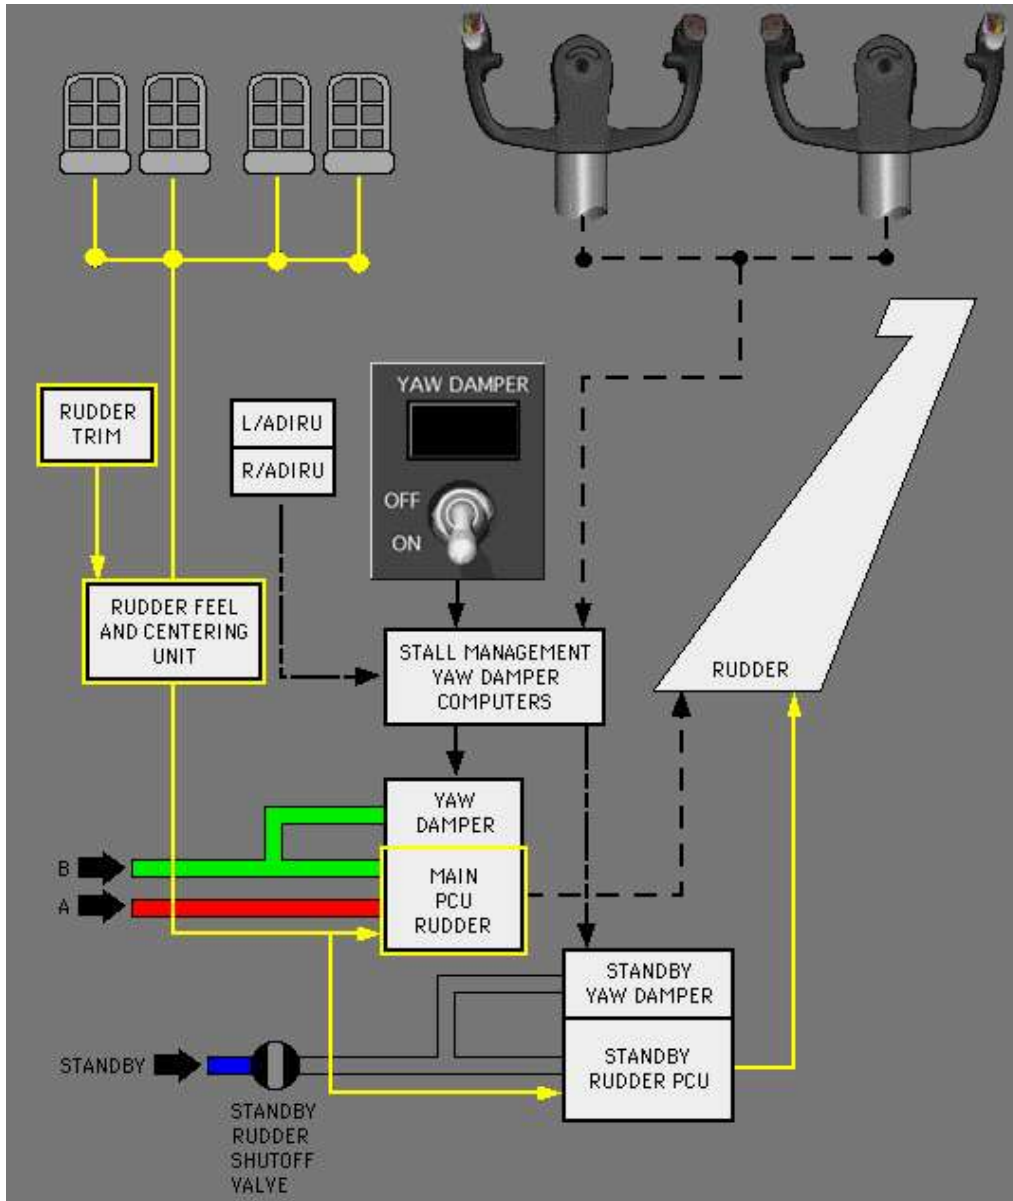 YAW DAMPER
OFF
ON
RUDDER
TRIM
L/ADIRU
R/ADIRU
RUDDER FEEL
AND CENTERING
UNIT
STALL MANAGEMENT
YAW DAMPER
COMPUTERS
RUDDER
YAW
DAMPER
B
A
MAIN
PCU
RUDDER
STANDBY
YAW DAMPER
STANDBY
RUDDER PCU
STANDBY
STANDBY
RUDDER
SHUTOFF
VALVE